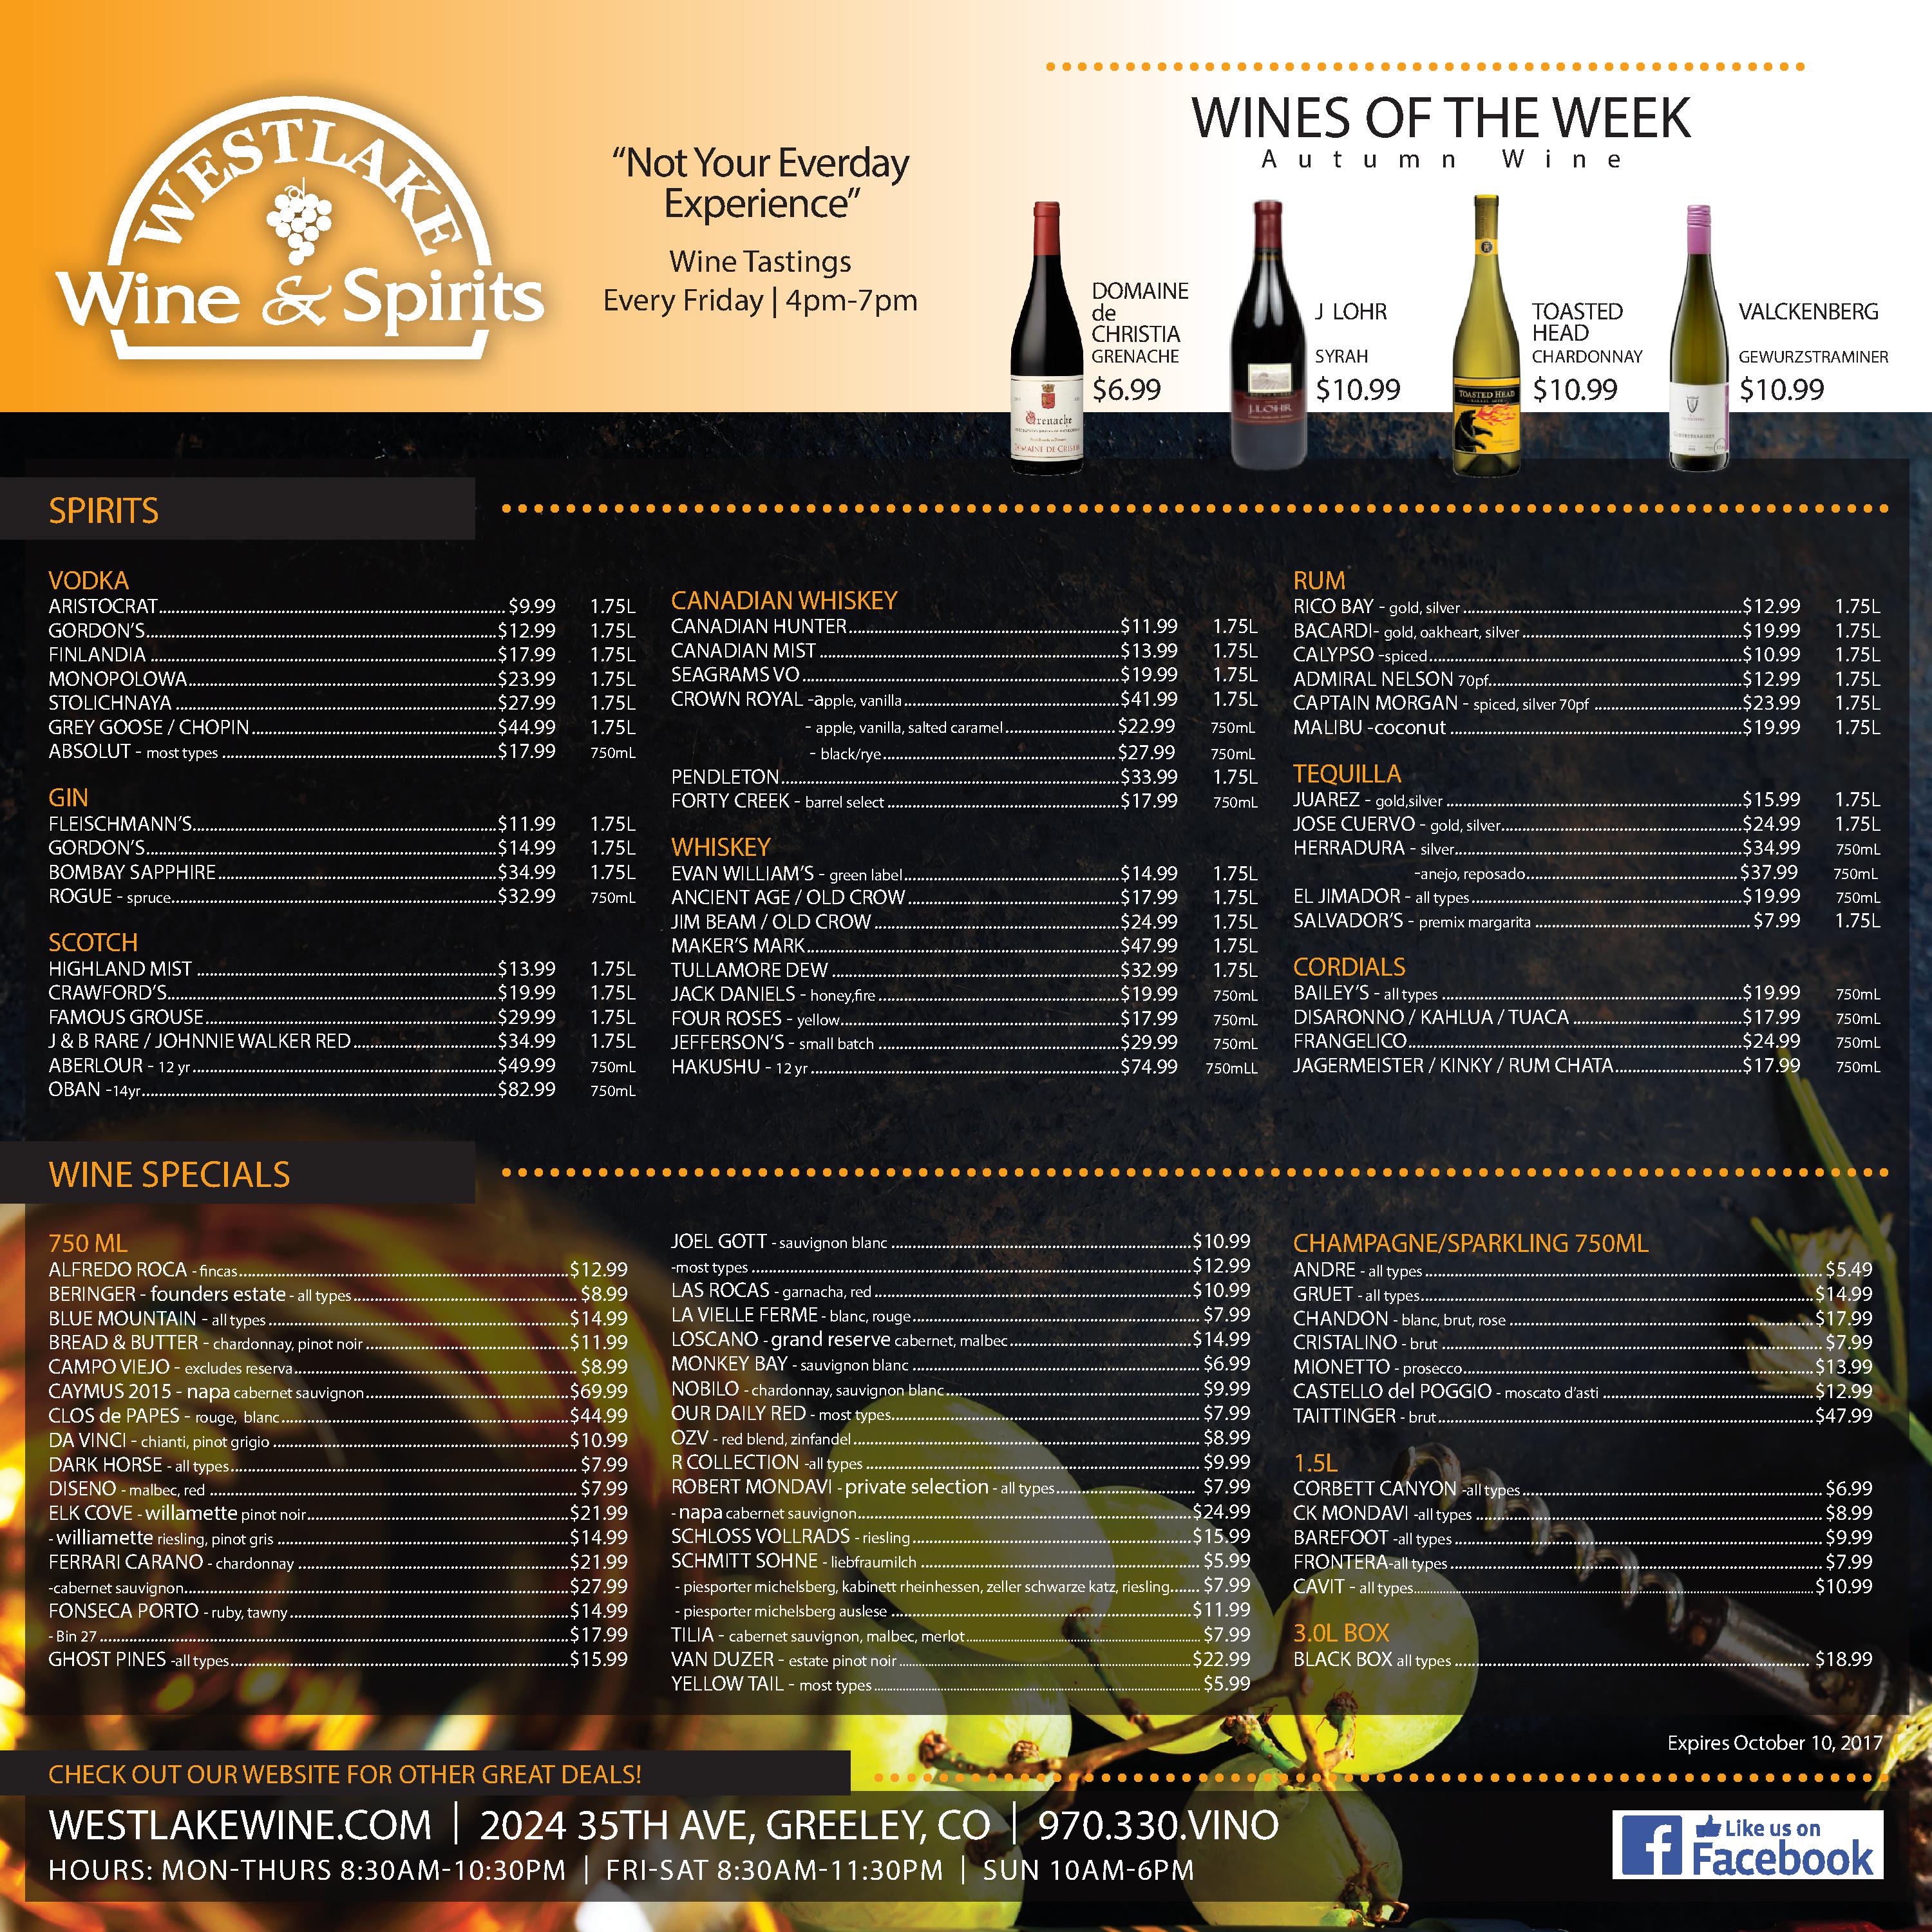 WESTLAKE
Wine & Spirits
"Not Your Everday
Experience"
Wine Tastings
Every Friday | 4pm-7pm
WINES OF THE WEEK
Autumn Wine
DOMAINE
de
CHRISTIA
GRENACHE
$6.99
J LOHR
SYRAH
$10.99
TOASTED
HEAD
CHARDONNAY
$10.99
VALCKENBERG
GEWURZSTRAMINER
$10.99
Grenache
J. LOHR
TOASTED HEAD
SPIRITS
VODKA
ARISTOCRAT $9.99 1.75L
GORDON'S $12.99 1.75L
FINLANDIA $17.99 1.75L
MONOPOLOWA $23.99 1.75L
STOLICHNAYA $27.99 1.75L
GREY GOOSE / CHOPIN $44.99 1.75L
ABSOLUT - most types $17.99 750mL
GIN
FLEISCHMANN'S $11.99 1.75L
GORDON'S $14.99 1.75L
BOMBAY SAPPHIRE $34.99 1.75L
ROGUE - spruce $32.99 750mL
SCOTCH
HIGHLAND MIST $13.99 1.75L
CRAWFORD'S $19.99 1.75L
FAMOUS GROUSE $29.99 1.75L
J & B RARE / JOHNNIE WALKER RED $34.99 1.75L
ABERLOUR - 12 yr $49.99 750mL
OBAN -14yr $82.99 750mL
CANADIAN WHISKEY
CANADIAN HUNTER $11.99 1.75L
CANADIAN MIST $13.99 1.75L
SEAGRAMS VO $19.99 1.75L
CROWN ROYAL -apple, vanilla $41.99 1.75L
- apple, vanilla, salted caramel $22.99 750mL
- black/rye $27.99 750mL
PENDLETON $33.99 1.75L
FORTY CREEK - barrel select $17.99 750mL
WHISKEY
EVAN WILLIAM'S - green label $14.99 1.75L
ANCIENT AGE / OLD CROW $17.99 1.75L
JIM BEAM / OLD CROW $24.99 1.75L
MAKER'S MARK $47.99 1.75L
TULLAMORE DEW $32.99 1.75L
JACK DANIELS - honey,fire $19.99 750mL
FOUR ROSES - yellow $17.99 750mL
JEFFERSON'S - small batch $29.99 750mL
HAKUSHU - 12 yr $74.99 750mLL
RUM
RICO BAY - gold, silver $12.99 1.75L
BACARDI- gold, oakheart, silver $19.99 1.75L
CALYPSO -spiced $10.99 1.75L
ADMIRAL NELSON 70pf $12.99 1.75L
CAPTAIN MORGAN - spiced, silver 70pf $23.99 1.75L
MALIBU -coconut $19.99 1.75L
TEQUILLA
JUAREZ - gold,silver $15.99 1.75L
JOSE CUERVO - gold, silver $24.99 1.75L
HERRADURA - silver $34.99 750mL
-anejo, reposado $37.99 750mL
EL JIMADOR - all types $19.99 750mL
SALVADOR'S - premix margarita $7.99 1.75L
CORDIALS
BAILEY'S - all types $19.99 750mL
DISARONNO / KAHLUA / TUACA $17.99 750mL
FRANGELICO $24.99 750mL
JAGERMEISTER / KINKY / RUM CHATA $17.99 750mL
WINE SPECIALS
750 ML
ALFREDO ROCA - fincas $12.99
BERINGER - founders estate - all types $8.99
BLUE MOUNTAIN - all types $14.99
BREAD & BUTTER - chardonnay, pinot noir $11.99
CAMPO VIEJO - excludes reserva $8.99
CAYMUS 2015 - napa cabernet sauvignon $69.99
CLOS de PAPES - rouge, blanc $44.99
DA VINCI - chianti, pinot grigio $10.99
DARK HORSE - all types $7.99
DISENO - malbec, red $7.99
ELK COVE - willamette pinot noir $21.99
- williamette riesling, pinot gris $14.99
FERRARI CARANO - chardonnay $21.99
-cabernet sauvignon $27.99
FONSECA PORTO - ruby, tawny $14.99
- Bin 27 $17.99
GHOST PINES -all types $15.99
JOEL GOTT - sauvignon blanc $10.99
-most types $12.99
LAS ROCAS - garnacha, red $10.99
LA VIELLE FERME - blanc, rouge $7.99
LOSCANO - grand reserve cabernet, malbec $14.99
MONKEY BAY - sauvignon blanc $6.99
NOBILO - chardonnay, sauvignon blanc $9.99
OUR DAILY RED - most types $7.99
OZV - red blend, zinfandel $8.99
R COLLECTION -all types $9.99
ROBERT MONDAVI - private selection - all types $7.99
- napa cabernet sauvignon $24.99
SCHLOSS VOLLRADS - riesling $15.99
SCHMITT SOHNE - liebfraumilch $5.99
- piesporter michelsberg, kabinett rheinhessen, zeller schwarze katz, riesling $7.99
- piesporter michelsberg auslese $11.99
TILIA - cabernet sauvignon, malbec, merlot $7.99
VAN DUZER - estate pinot noir $22.99
YELLOW TAIL - most types $5.99
CHAMPAGNE/SPARKLING 750ML
ANDRE - all types $5.49
GRUET - all types $14.99
CHANDON - blanc, brut, rose $17.99
CRISTALINO - brut $7.99
MIONETTO - prosecco $13.99
CASTELLO del POGGIO - moscato d'asti $12.99
TAITTINGER - brut $47.99
1.5L
CORBETT CANYON -all types $6.99
CK MONDAVI -all types $8.99
BAREFOOT -all types $9.99
FRONTERA-all types $7.99
CAVIT - all types $10.99
3.0L BOX
BLACK BOX all types $18.99
Expires October 10, 2017
CHECK OUT OUR WEBSITE FOR OTHER GREAT DEALS!
WESTLAKEWINE.COM | 2024 35TH AVE, GREELEY, CO | 970.330.VINO
HOURS: MON-THURS 8:30AM-10:30PM | FRI-SAT 8:30AM-11:30PM | SUN 10AM-6PM
f
Like us on
Facebook